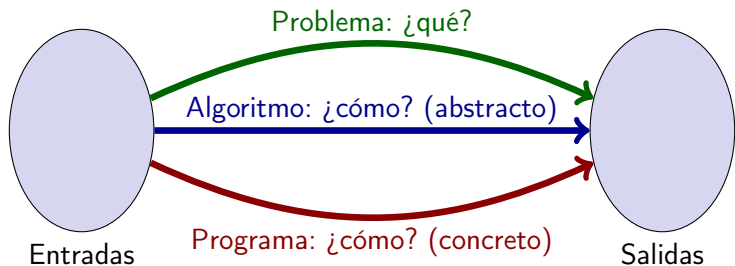 Problema: ¿qué?
Algoritmo: ¿cómo? (abstracto)
Programa: ¿cómo? (concreto)
Entradas
Salidas